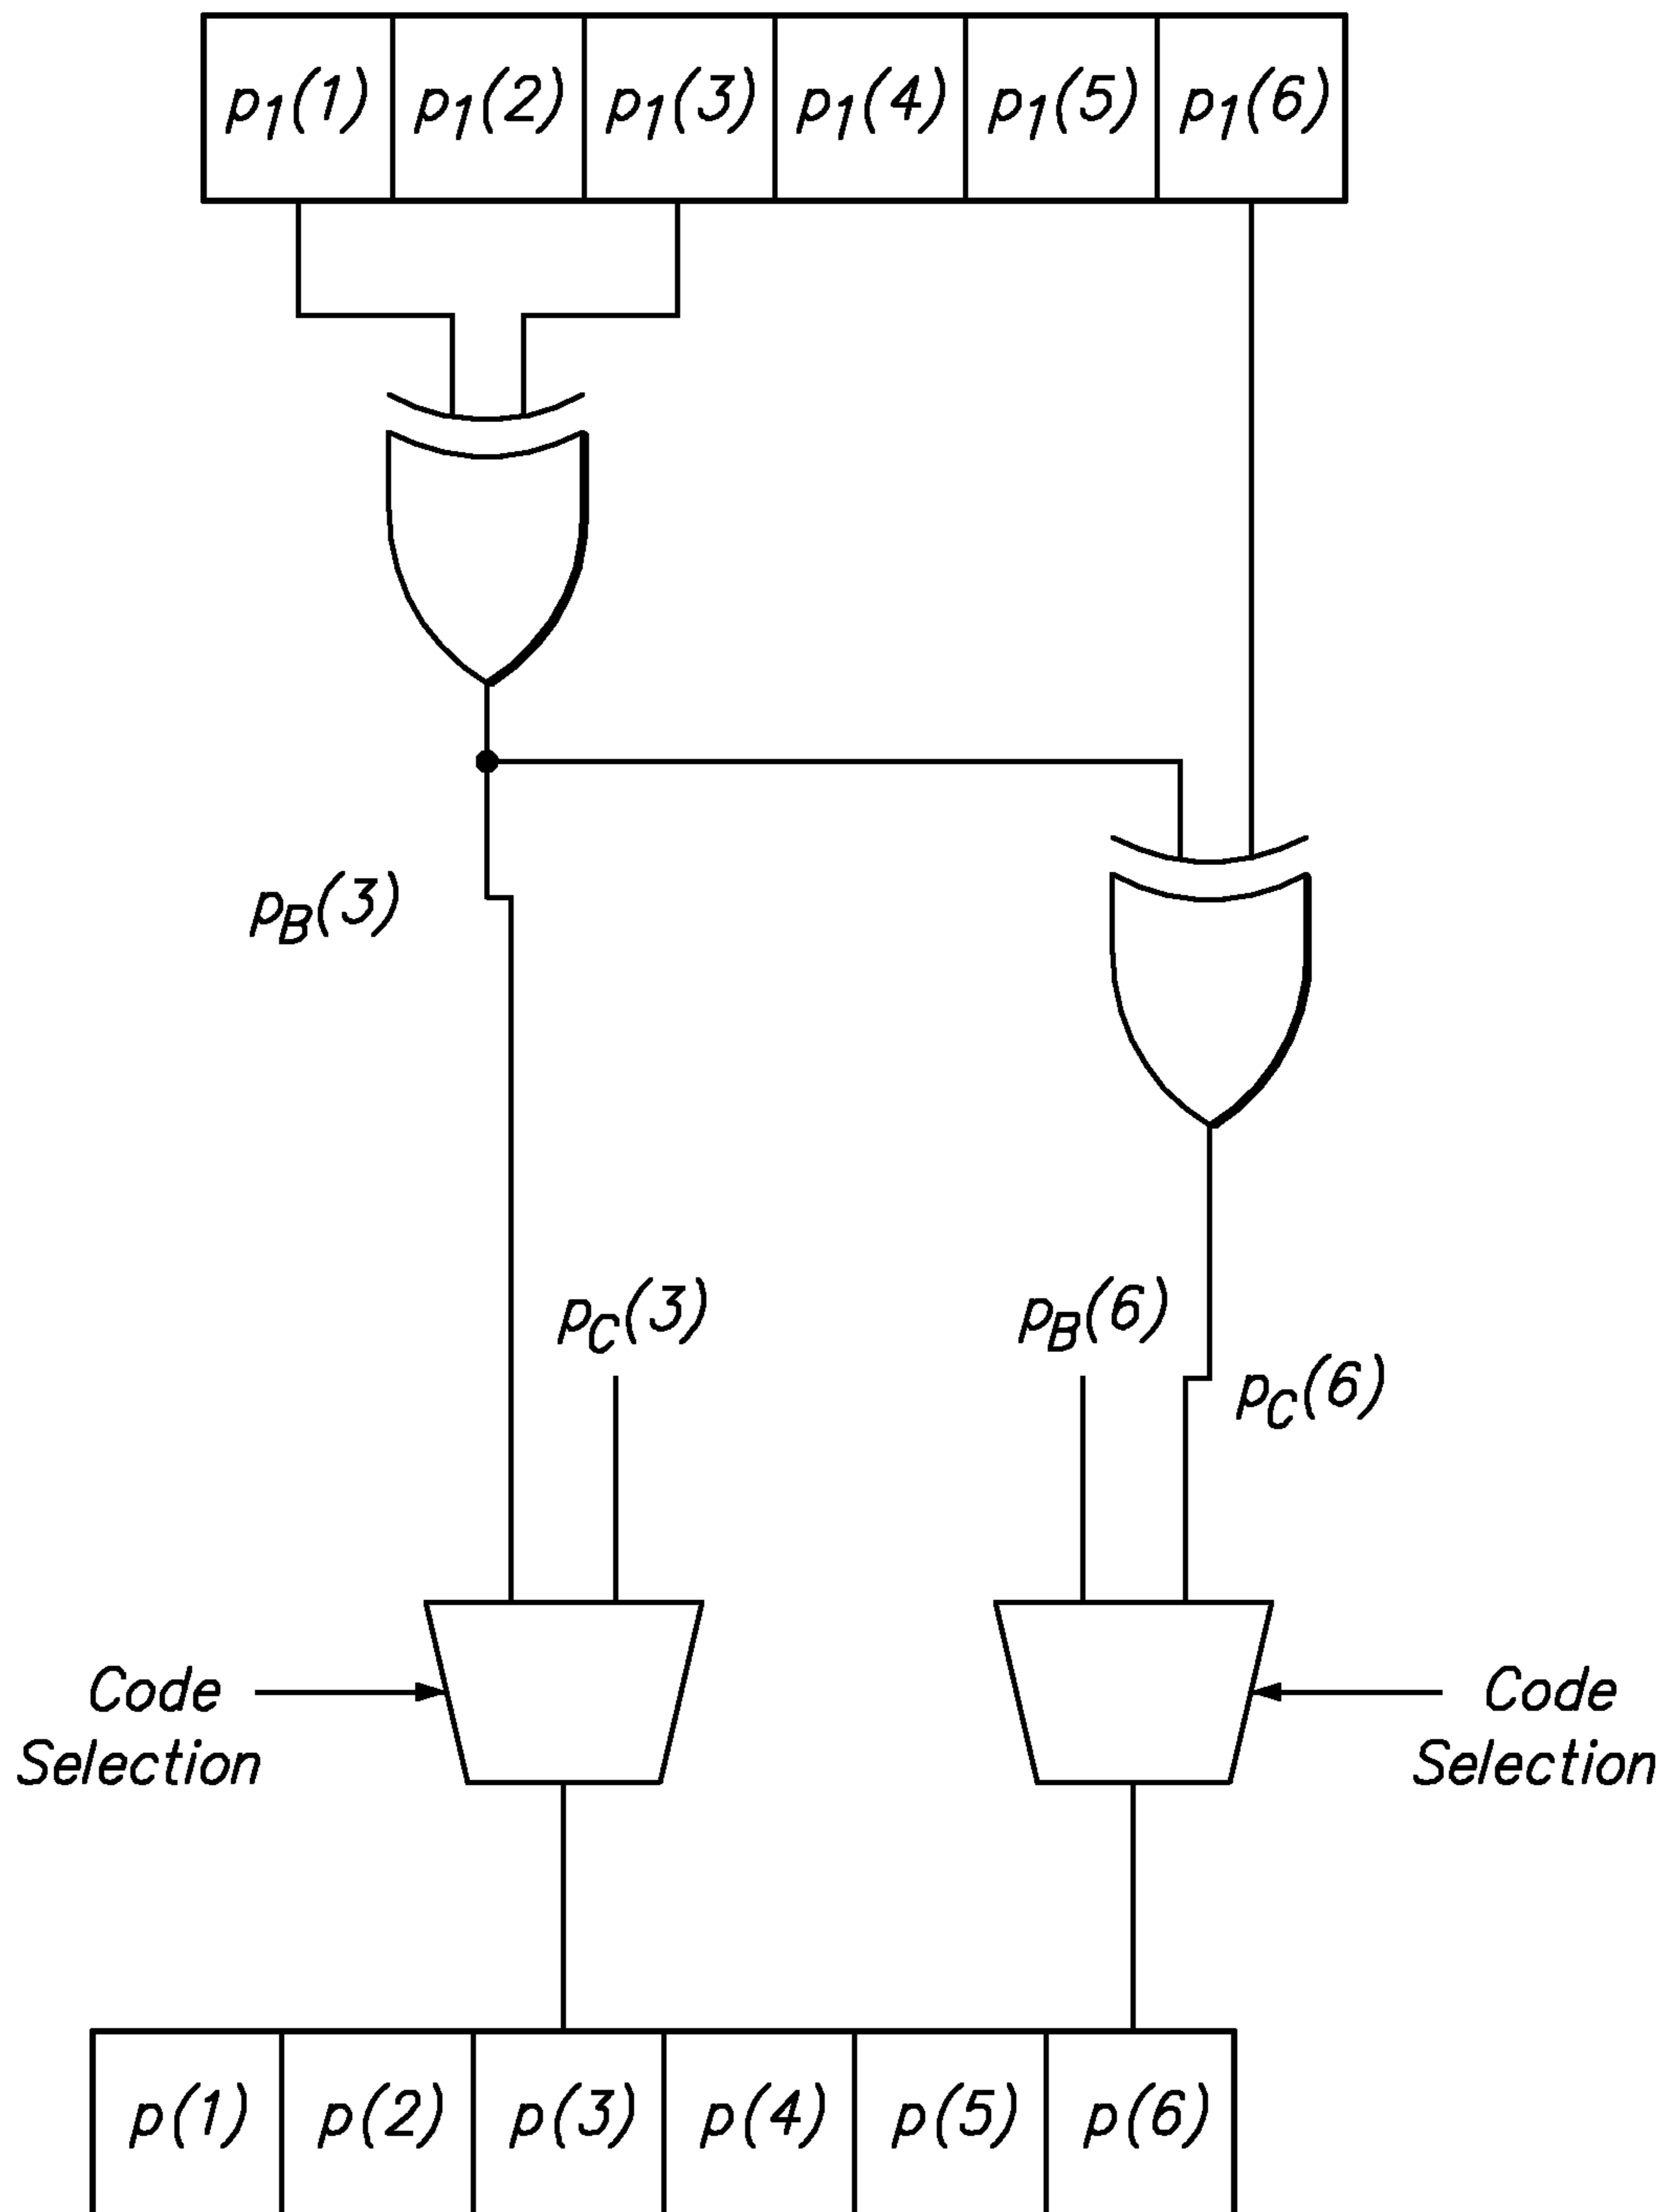 p1(1) p1(2) p1(3) p1(4) p1(5) p1(6)
pB(3)
pC(3) pB(6)
pC(6)
Code Code
Selection Selection
p(1) p(2) p(3) p(4) p(5) p(6)